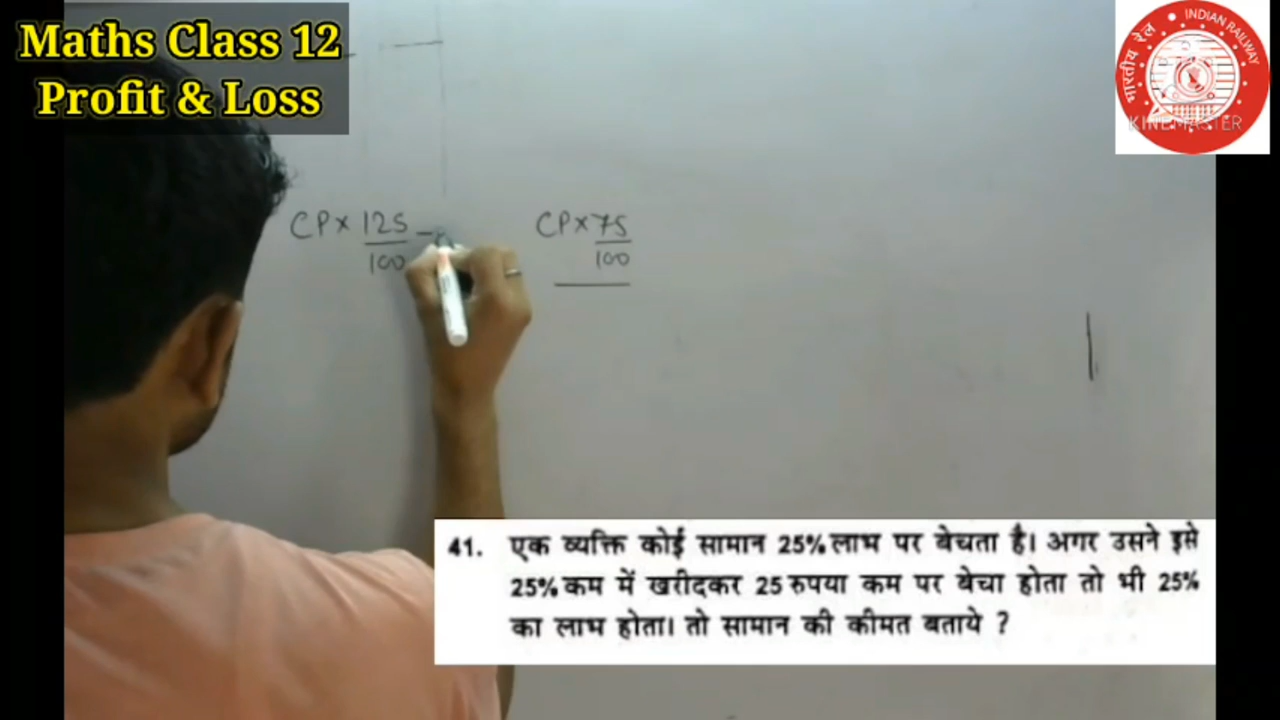 Maths Class 12
Profit & Loss
भारतीय रेल INDIAN RAILWAY
KINEMASTER
CP × 125 –
100
CP × 75
100
41. एक व्यक्ति कोई सामान 25% लाभ पर बेचता है। अगर उसने इसे
25% कम में खरीदकर 25 रुपया कम पर बेचा होता तो भी 25%
का लाभ होता। तो सामान की कीमत बताये ?